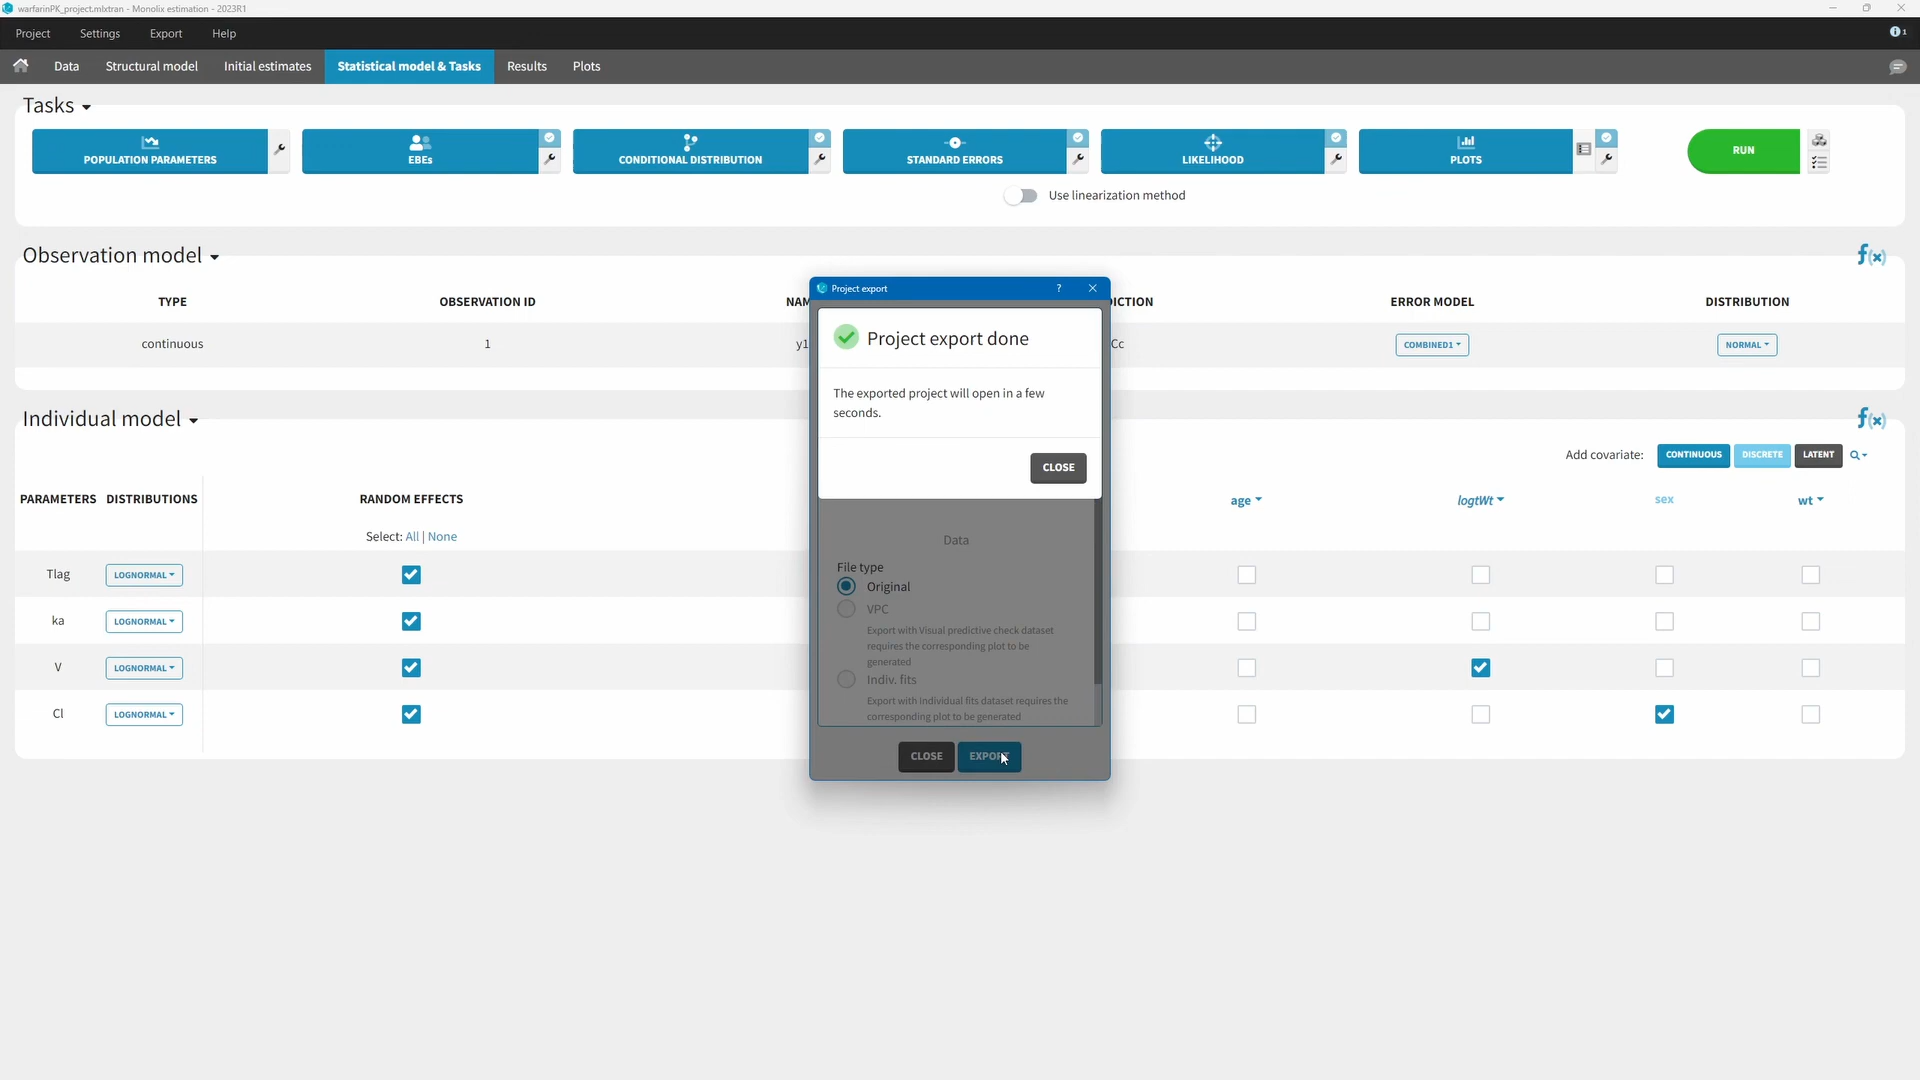 warfarinPK_project.mlxtran - Monolix estimation - 2023R1
Project Settings Export Help
1
Data Structural model Initial estimates Statistical model & Tasks Results Plots
Tasks
POPULATION PARAMETERS EBEs CONDITIONAL DISTRIBUTION STANDARD ERRORS LIKELIHOOD PLOTS RUN
Use linearization method
Observation model
f(x)
TYPE OBSERVATION ID NAM ICTION ERROR MODEL DISTRIBUTION
continuous 1 y1 Cc COMBINED1 NORMAL
Individual model
f(x)
Add covariate: CONTINUOUS DISCRETE LATENT
PARAMETERS DISTRIBUTIONS RANDOM EFFECTS age logtWt sex wt
Select: All | None
Tlag LOGNORMAL
ka LOGNORMAL
V LOGNORMAL
Cl LOGNORMAL
Project export ?
Project export done
The exported project will open in a few
seconds.
CLOSE
Data
File type
Original
VPC
Export with Visual predictive check dataset
requires the corresponding plot to be
generated
Indiv. fits
Export with Individual fits dataset requires the
corresponding plot to be generated
CLOSE EXPORT